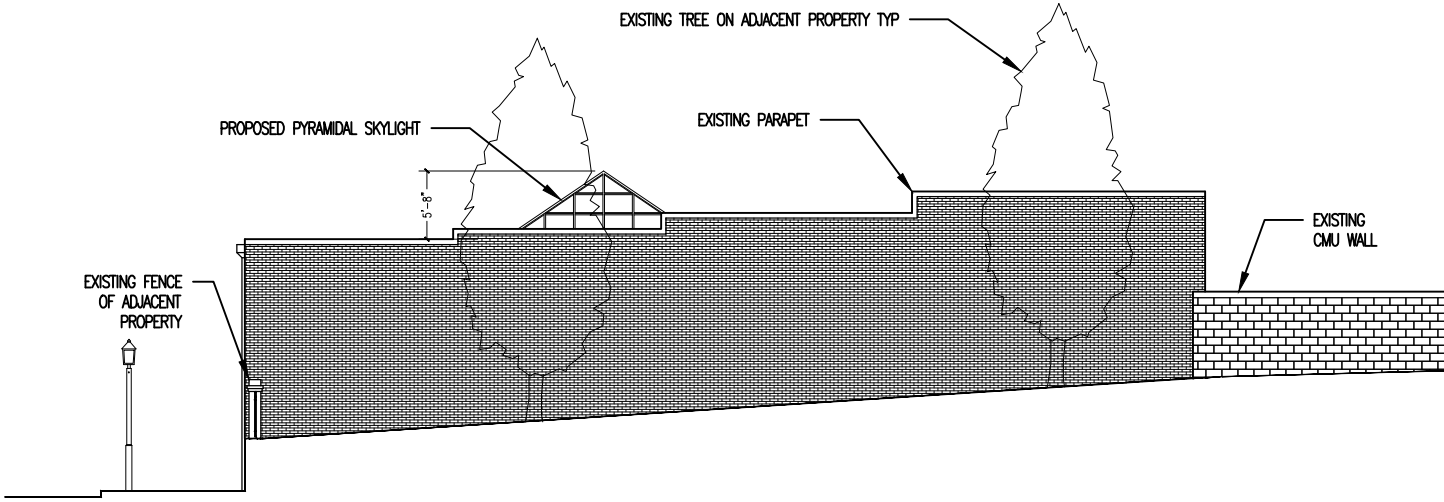 EXISTING TREE ON ADJACENT PROPERTY TYP
PROPOSED PYRAMIDAL SKYLIGHT
EXISTING PARAPET
5'-8"
EXISTING
CMU WALL
EXISTING FENCE
OF ADJACENT
PROPERTY